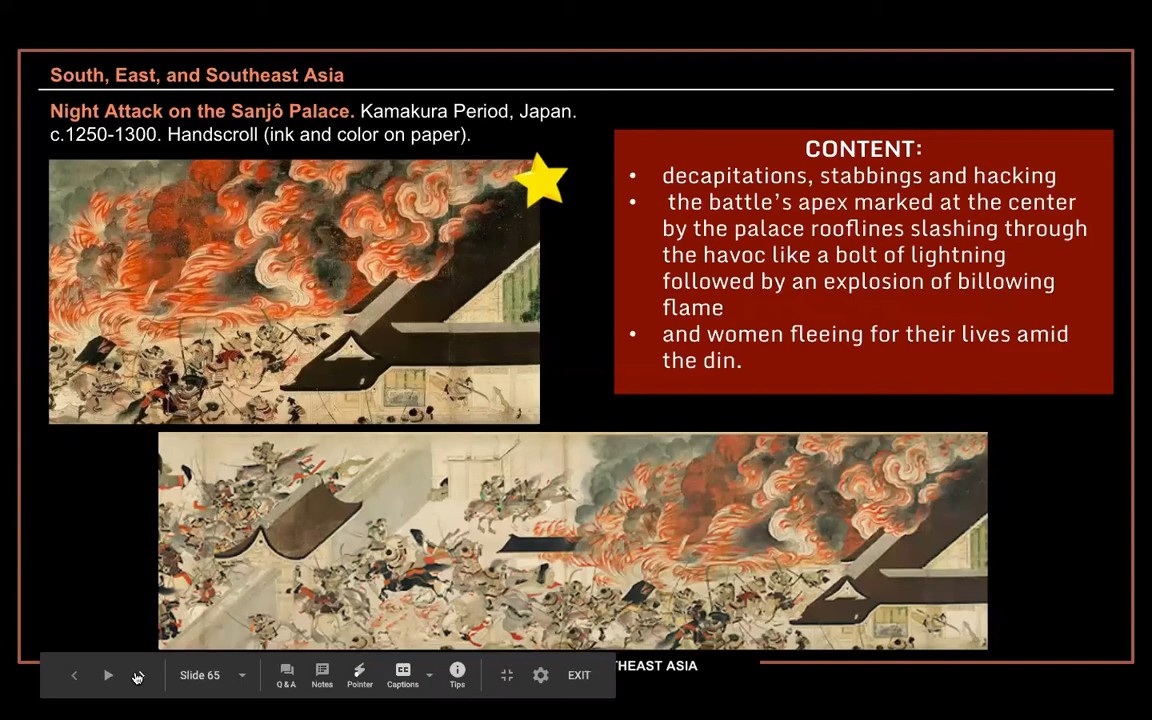 South, East, and Southeast Asia
Night Attack on the Sanjô Palace. Kamakura Period, Japan.
c.1250-1300. Handscroll (ink and color on paper).
CONTENT:
• decapitations, stabbings and hacking
• the battle’s apex marked at the center
by the palace rooflines slashing through
the havoc like a bolt of lightning
followed by an explosion of billowing
flame
• and women fleeing for their lives amid
the din.
HEAST ASIA
Slide 65
Q & A
Notes
Pointer
CC
Captions
Tips
EXIT